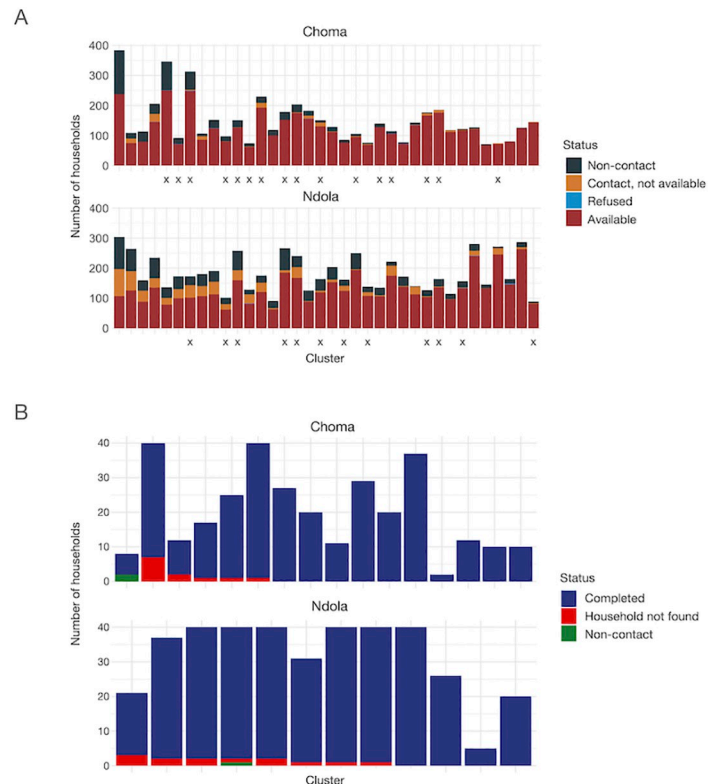 A
Choma
400
300
200
100
0
x x x x x x x x x x x x x x x x
Number of households
Ndola
400
300
200
100
0
x x x x x x x x x x x x
Cluster
Status
Non-contact
Contact, not available
Refused
Available
B
Choma
40
30
20
10
0
Number of households
Ndola
40
30
20
10
0
Cluster
Status
Completed
Household not found
Non-contact